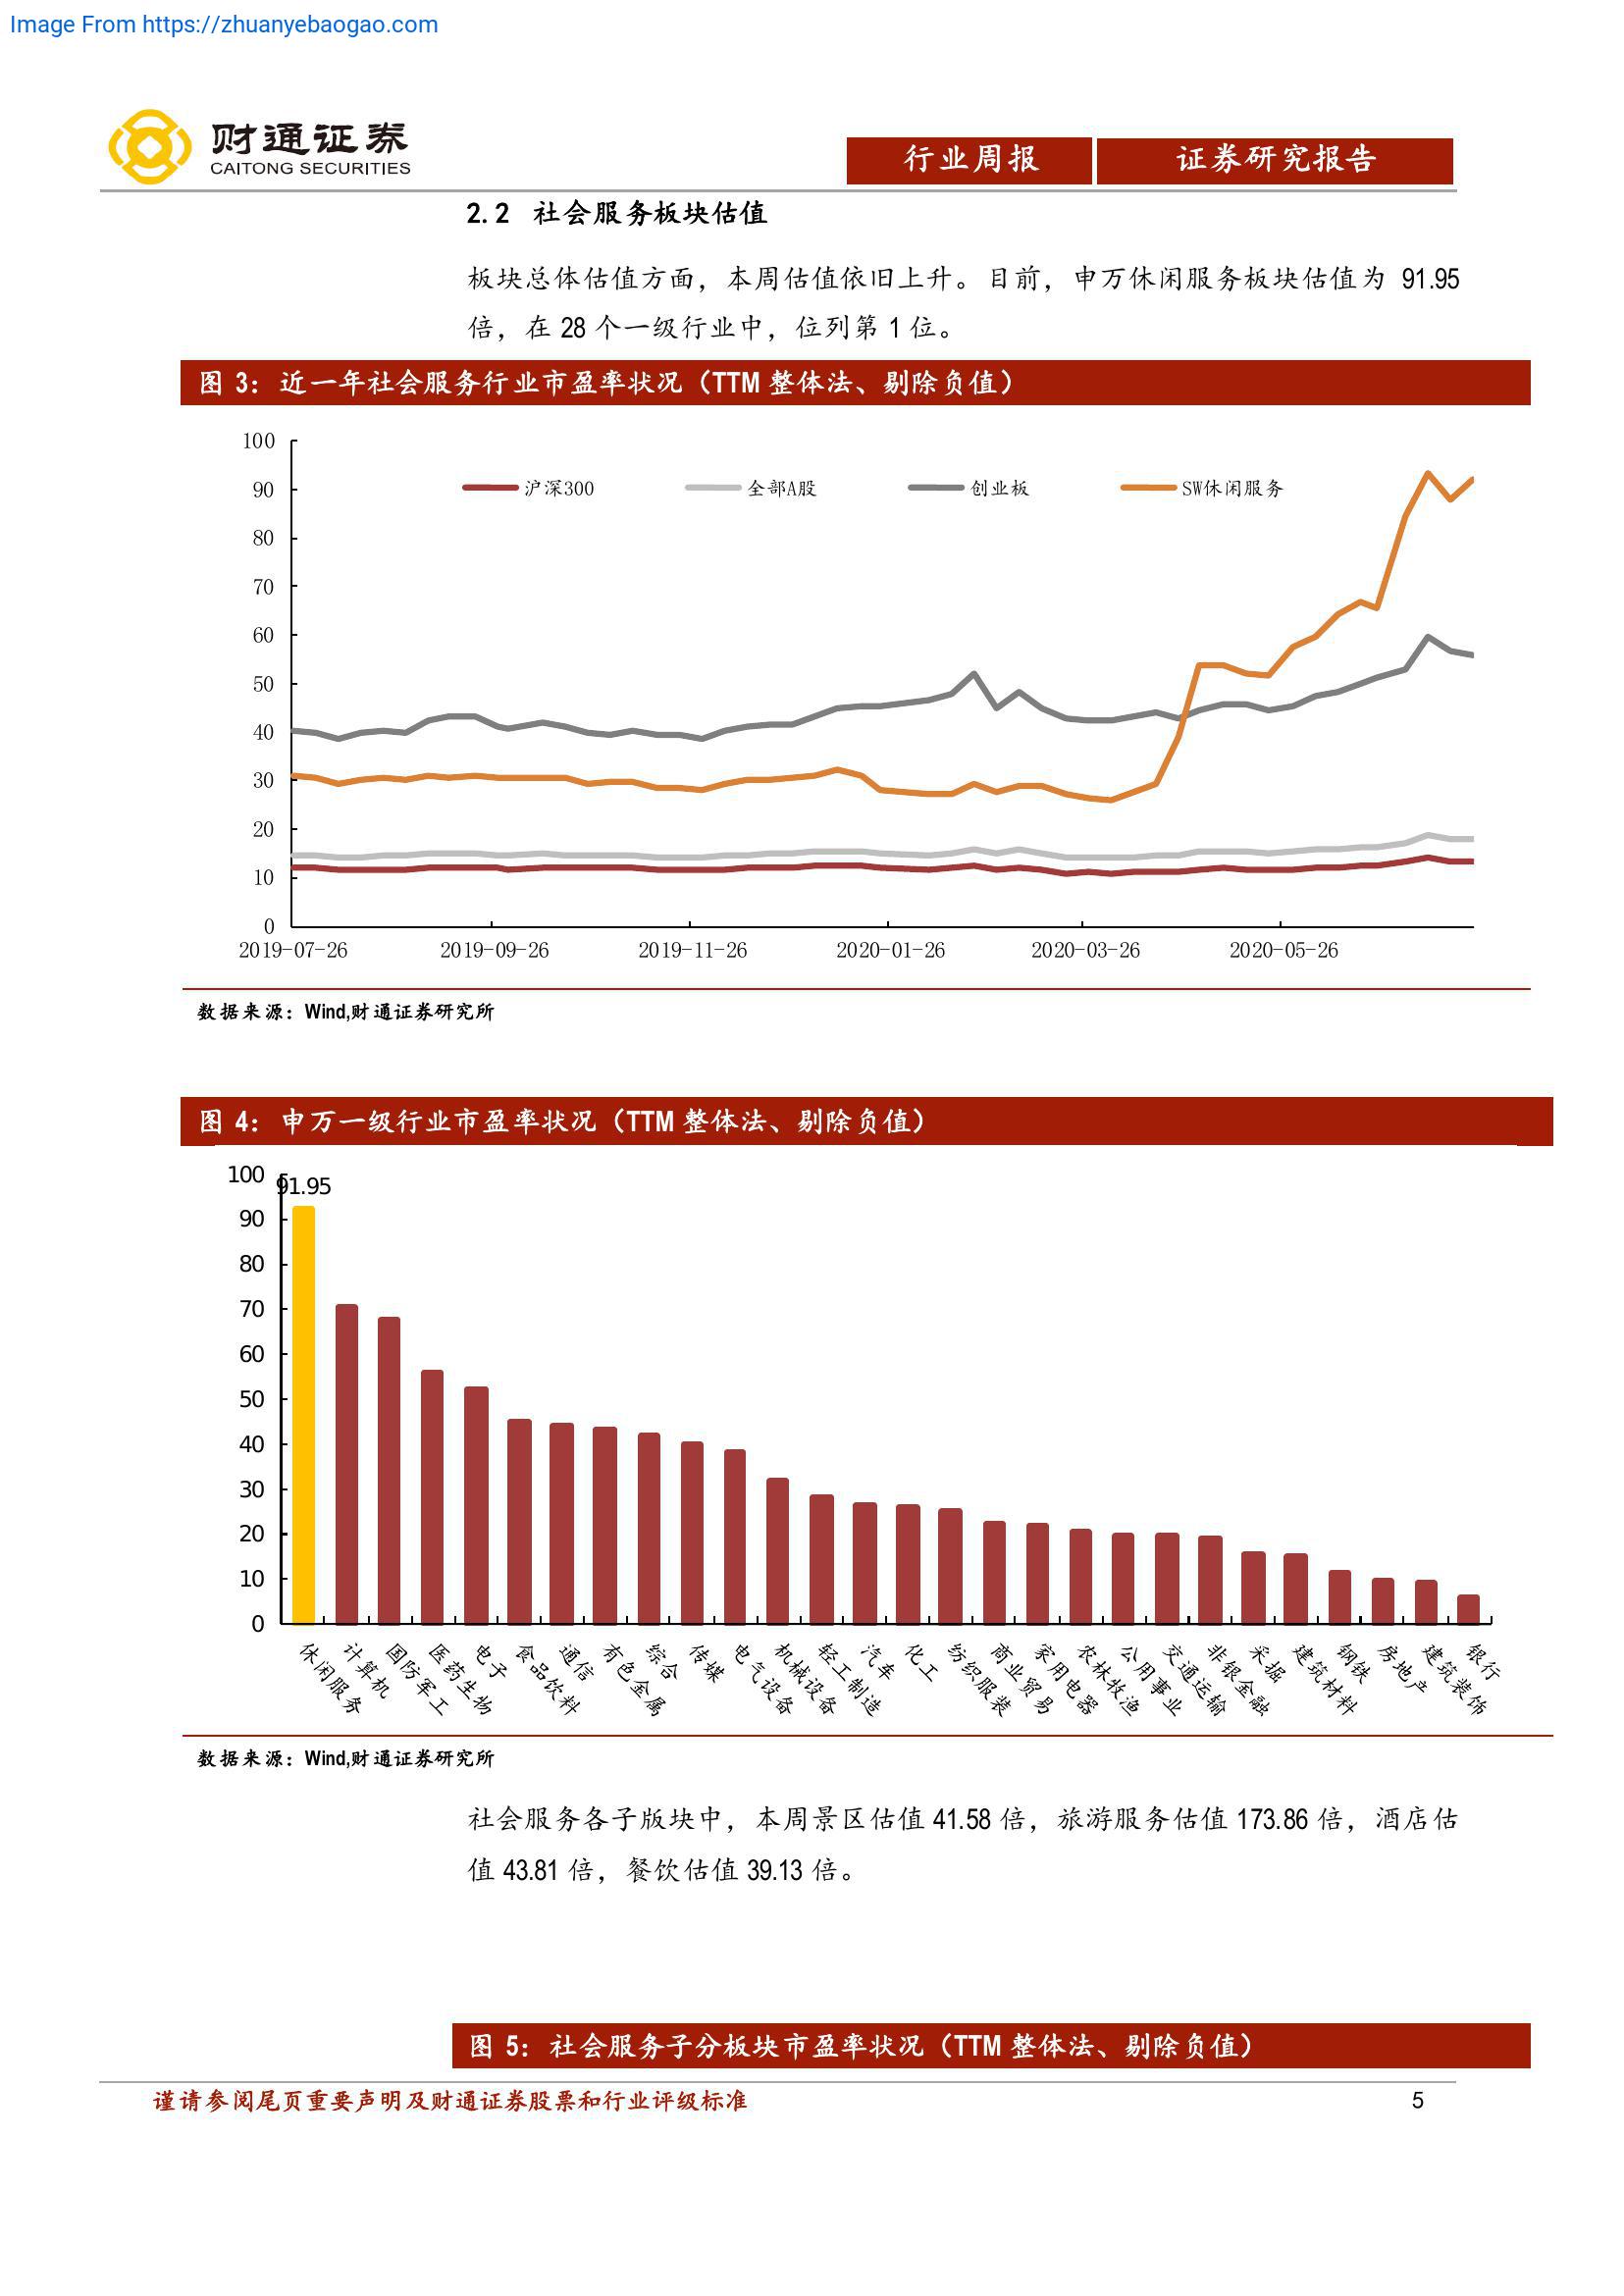 Image From https://zhuanyebaogao.com
财通证券
CAITONG SECURITIES
行业周报
证券研究报告
2.2 社会服务板块估值
板块总体估值方面，本周估值依旧上升。目前，申万休闲服务板块估值为 91.95
倍，在 28 个一级行业中，位列第 1 位。
图 3：近一年社会服务行业市盈率状况（TTM 整体法、剔除负值）
100
90
80
70
60
50
40
30
20
10
0
沪深300
全部A股
创业板
SW休闲服务
2019-07-26
2019-09-26
2019-11-26
2020-01-26
2020-03-26
2020-05-26
数据来源：Wind,财通证券研究所
图 4：申万一级行业市盈率状况（TTM 整体法、剔除负值）
100
90
80
70
60
50
40
30
20
10
0
91.95
休闲服务
计算机
国防军工
医药生物
电子
食品饮料
通信
有色金属
综合
传媒
电气设备
机械设备
轻工制造
汽车
化工
纺织服装
商业贸易
家用电器
农林牧渔
公用事业
交通运输
非银金融
采掘
建筑材料
钢铁
房地产
建筑装饰
银行
数据来源：Wind,财通证券研究所
社会服务各子版块中，本周景区估值 41.58 倍，旅游服务估值 173.86 倍，酒店估
值 43.81 倍，餐饮估值 39.13 倍。
图 5：社会服务子分板块市盈率状况（TTM 整体法、剔除负值）
谨请参阅尾页重要声明及财通证券股票和行业评级标准
5